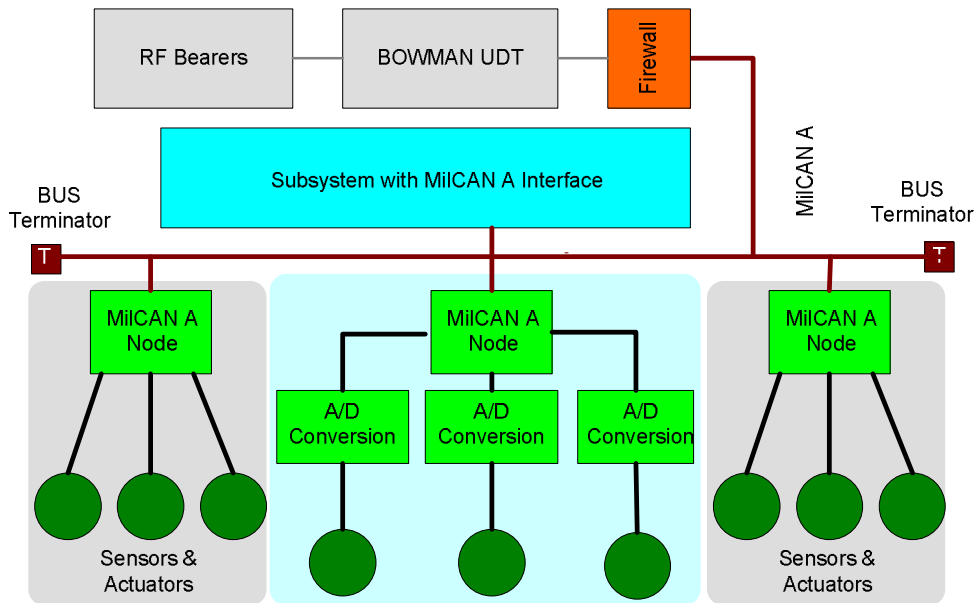 RF Bearers
BOWMAN UDT
Firewall
Subsystem with MilCAN A Interface
MilCAN A
BUS
Terminator
BUS
Terminator
T
T
MilCAN A
Node
MilCAN A
Node
MilCAN A
Node
A/D
Conversion
A/D
Conversion
A/D
Conversion
Sensors &
Actuators
Sensors &
Actuators